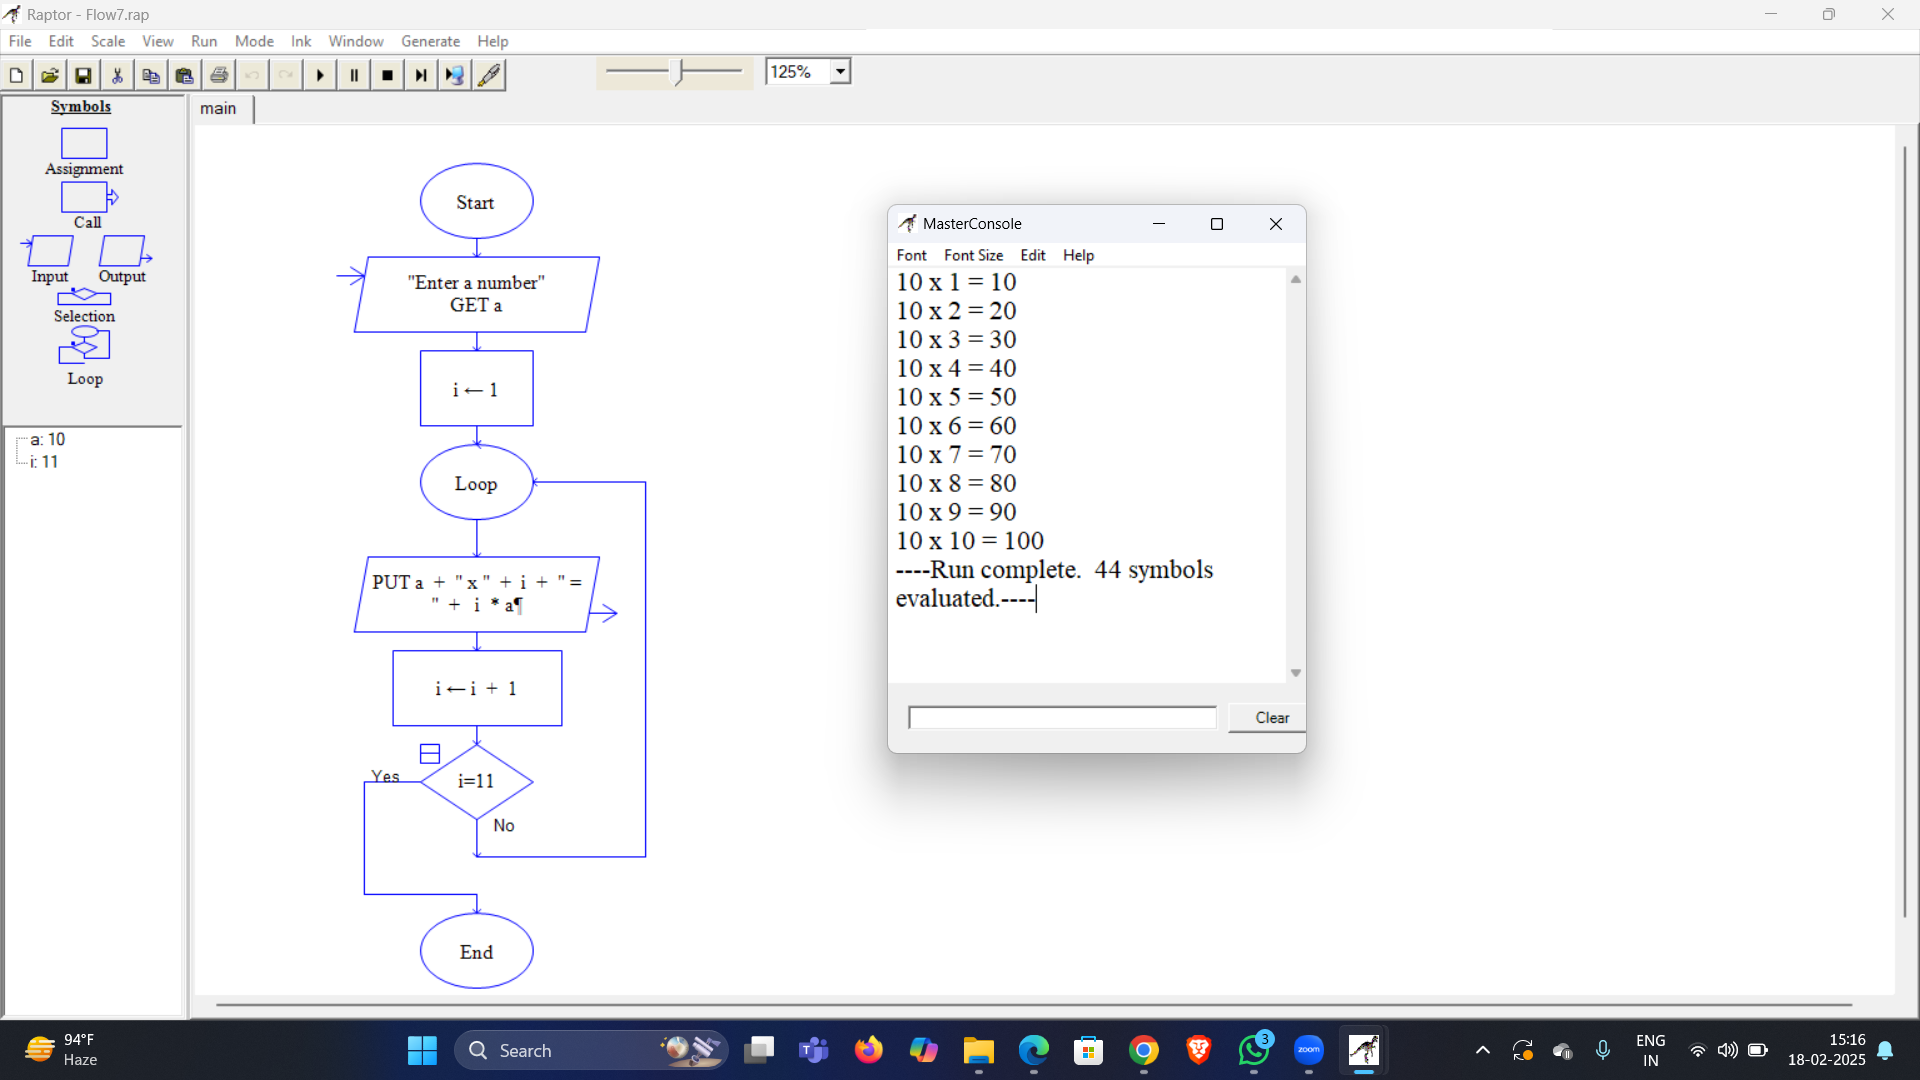 Raptor - Flow7.rap
File Edit Scale View Run Mode Ink Window Generate Help
125%
Symbols
Assignment
Call
Input Output
Selection
Loop
a: 10
i: 11
main
Start
"Enter a number"
GET a
i ← 1
Loop
PUT a + " x " + i + " =
" + i * a¶
i ← i + 1
Yes
i=11
No
End
MasterConsole
Font Font Size Edit Help
10 x 1 = 10
10 x 2 = 20
10 x 3 = 30
10 x 4 = 40
10 x 5 = 50
10 x 6 = 60
10 x 7 = 70
10 x 8 = 80
10 x 9 = 90
10 x 10 = 100
----Run complete. 44 symbols
evaluated.----
Clear
94°F
Haze
Search
3
zoom
ENG
IN
15:16
18-02-2025